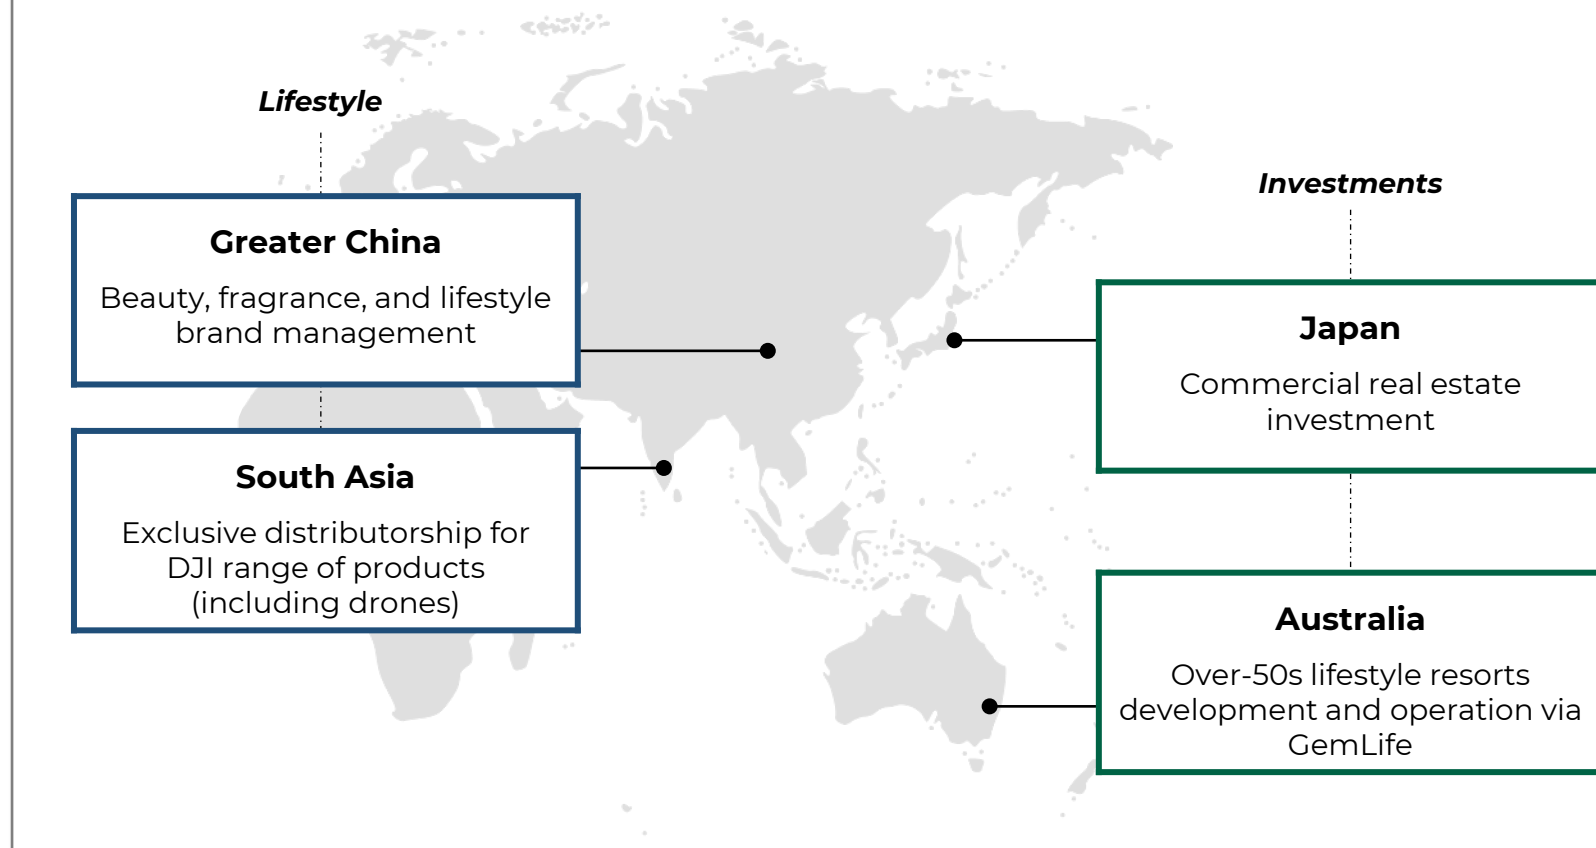 Lifestyle
Greater China
Beauty, fragrance, and lifestyle
brand management
South Asia
Exclusive distributorship for
DJI range of products
(including drones)
Investments
Japan
Commercial real estate
investment
Australia
Over-50s lifestyle resorts
development and operation via
GemLife